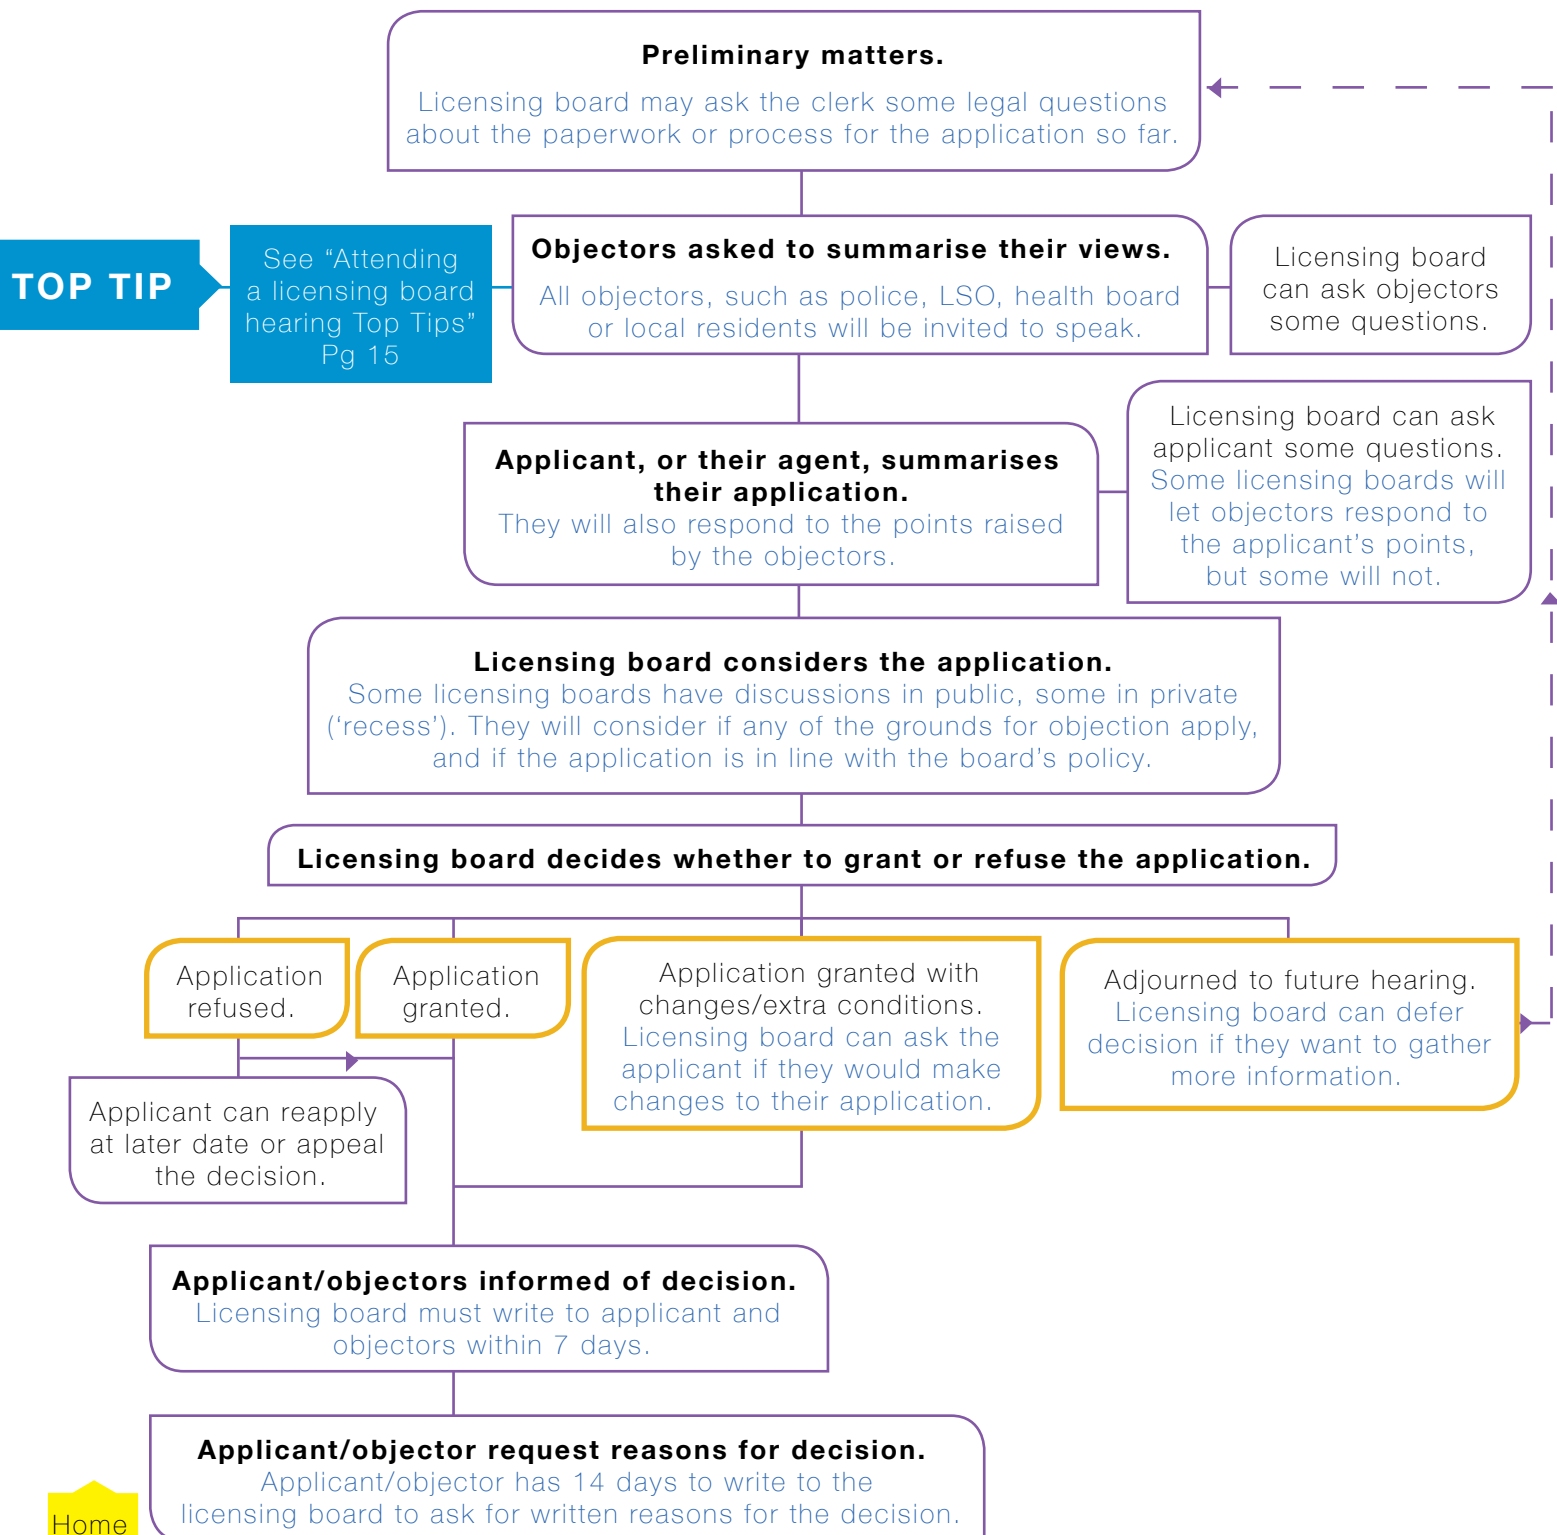 Preliminary matters.
Licensing board may ask the clerk some legal questions
about the paperwork or process for the application so far.
TOP TIP
See “Attending
a licensing board
hearing Top Tips”
Pg 15
Objectors asked to summarise their views.
All objectors, such as police, LSO, health board
or local residents will be invited to speak.
Licensing board
can ask objectors
some questions.
Applicant, or their agent, summarises
their application.
They will also respond to the points raised
by the objectors.
Licensing board can ask
applicant some questions.
Some licensing boards will
let objectors respond to
the applicant’s points,
but some will not.
Licensing board considers the application.
Some licensing boards have discussions in public, some in private
(‘recess’). They will consider if any of the grounds for objection apply,
and if the application is in line with the board’s policy.
Licensing board decides whether to grant or refuse the application.
Application
refused.
Application
granted.
Application granted with
changes/extra conditions.
Licensing board can ask the
applicant if they would make
changes to their application.
Adjourned to future hearing.
Licensing board can defer
decision if they want to gather
more information.
Applicant can reapply
at later date or appeal
the decision.
Applicant/objectors informed of decision.
Licensing board must write to applicant and
objectors within 7 days.
Applicant/objector request reasons for decision.
Applicant/objector has 14 days to write to the
licensing board to ask for written reasons for the decision.
Home